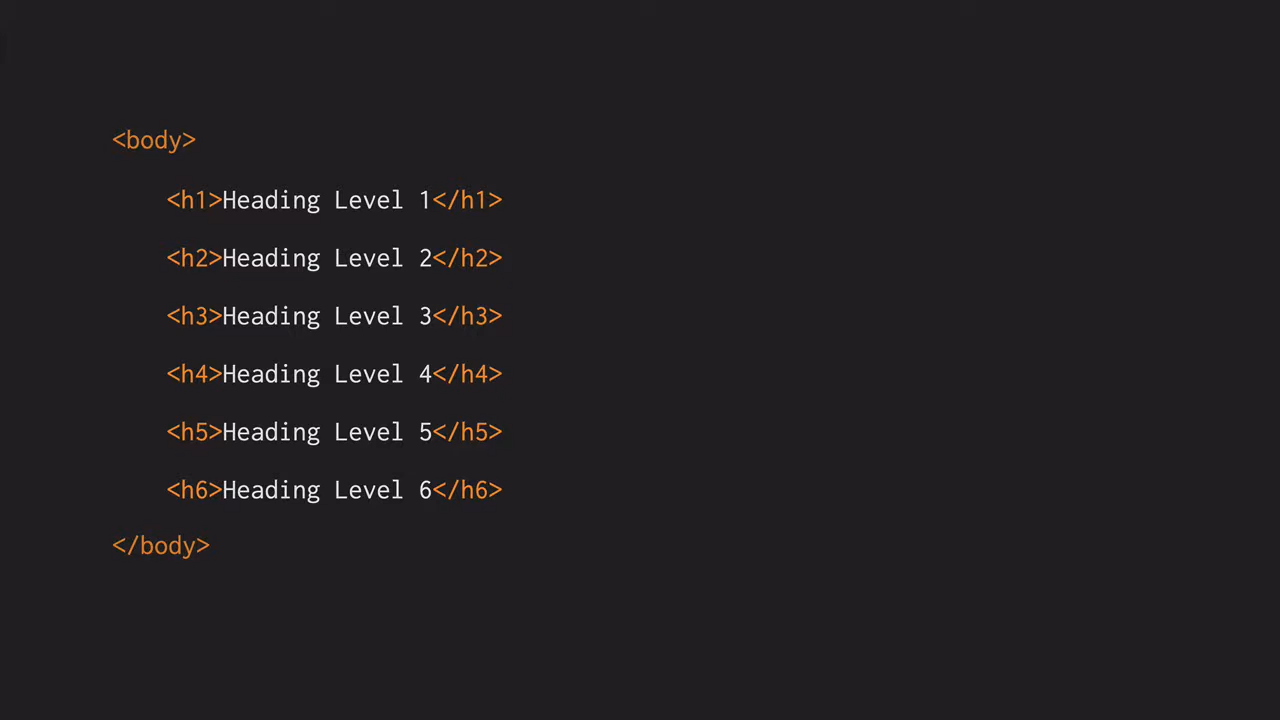 <body>
<h1>Heading Level 1</h1>
<h2>Heading Level 2</h2>
<h3>Heading Level 3</h3>
<h4>Heading Level 4</h4>
<h5>Heading Level 5</h5>
<h6>Heading Level 6</h6>
</body>